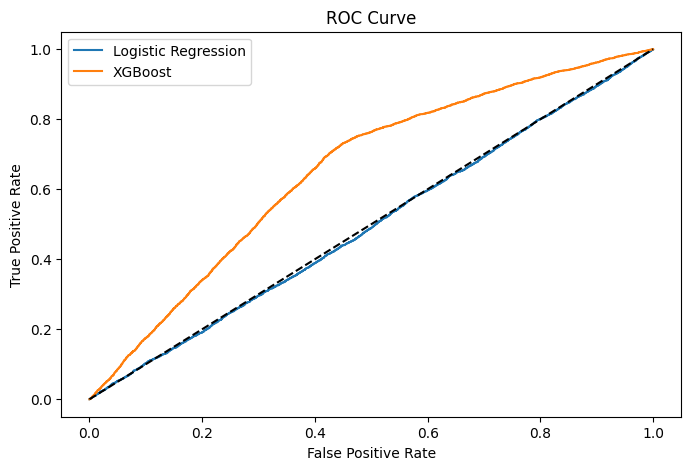 ROC Curve
Logistic Regression
XGBoost
True Positive Rate
1.0
0.8
0.6
0.4
0.2
0.0
0.0 0.2 0.4 0.6 0.8 1.0
False Positive Rate